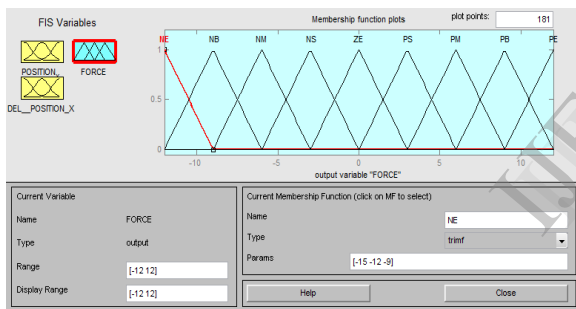 FIS Variables
Membership function plots
plot points:
181
NE NB NM NS ZE PS PM PB PE
POSITION_
FORCE
DEL__POSITION_X
1
0.5
0
-10 -5 0 5 10
output variable "FORCE"
Current Variable
Name FORCE
Type output
Range [-12 12]
Display Range [-12 12]
Current Membership Function (click on MF to select)
Name NE
Type trimf
Params [-15 -12 -9]
Help Close